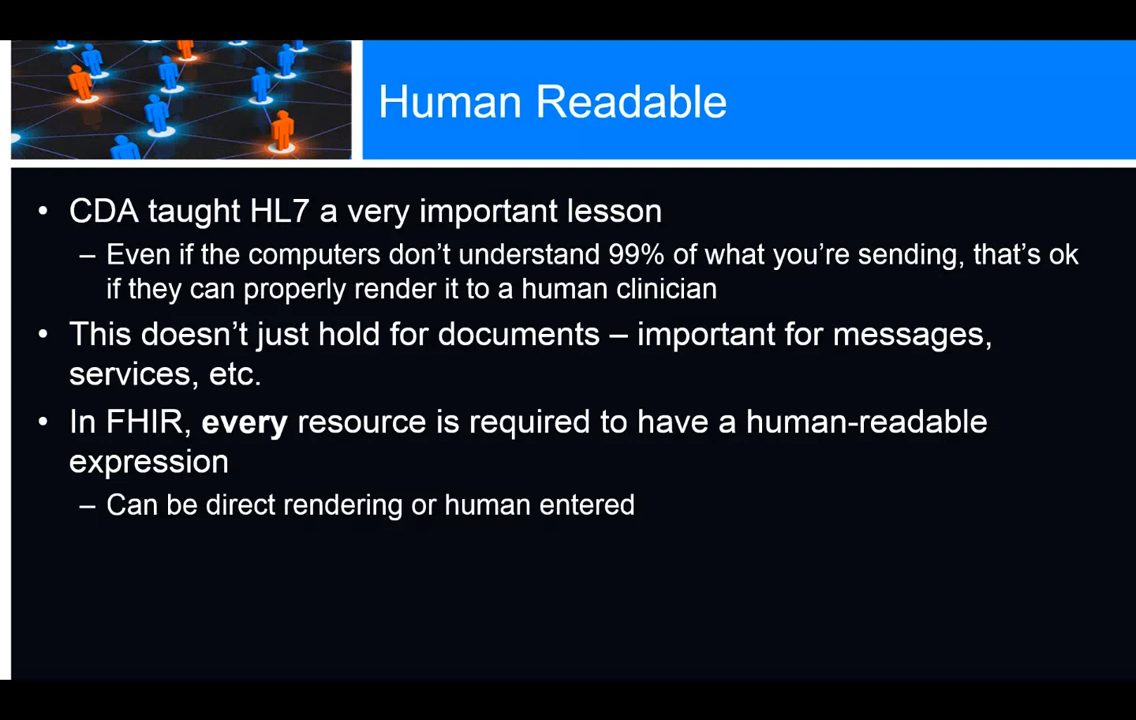 Human Readable
• CDA taught HL7 a very important lesson
– Even if the computers don’t understand 99% of what you’re sending, that’s ok
if they can properly render it to a human clinician
• This doesn’t just hold for documents – important for messages,
services, etc.
• In FHIR, every resource is required to have a human-readable
expression
– Can be direct rendering or human entered